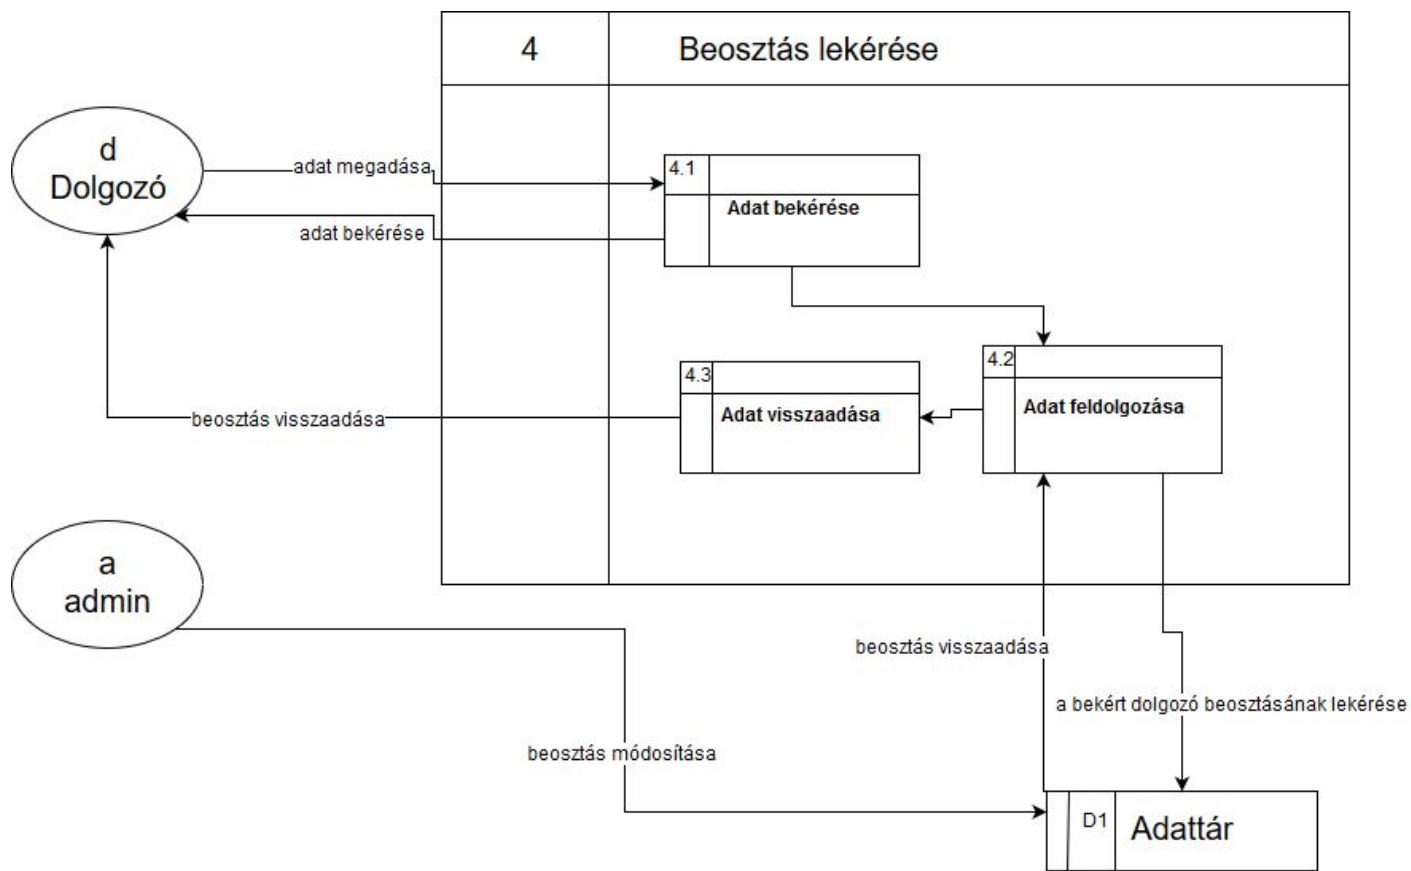 4
Beosztás lekérése
d
Dolgozó
adat megadása
4.1
Adat bekérése
adat bekérése
4.2
Adat feldolgozása
4.3
Adat visszaadása
beosztás visszaadása
a
admin
beosztás visszaadása
a bekért dolgozó beosztásának lekérése
beosztás módosítása
D1
Adattár